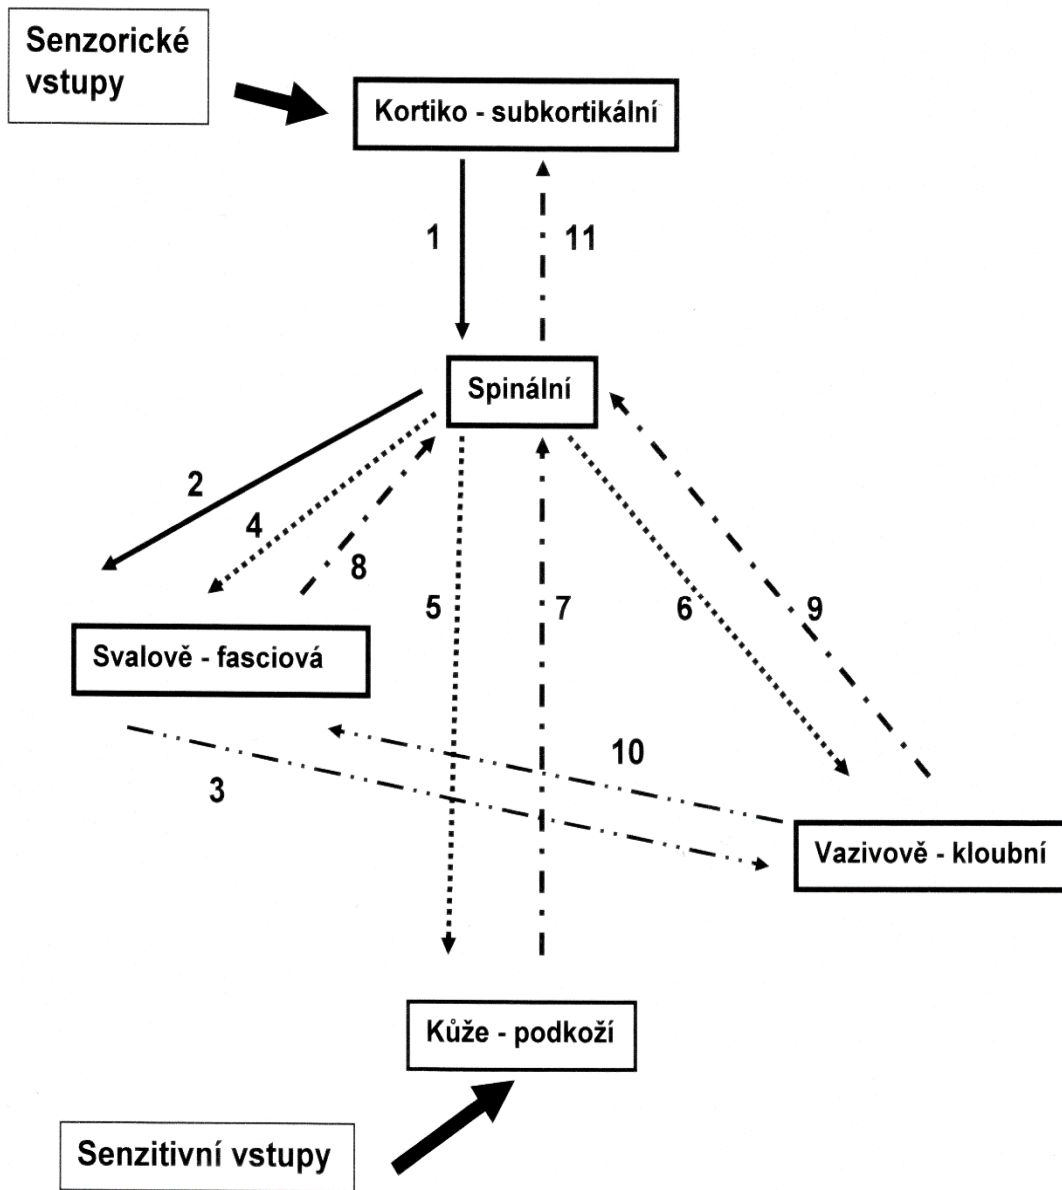 Senzorické
vstupy
Kortiko - subkortikální
1
11
Spinální
2
4
8
5
7
6
9
Svalově - fasciová
3
10
Vazivově - kloubní
Kůže - podkoží
Senzitivní vstupy